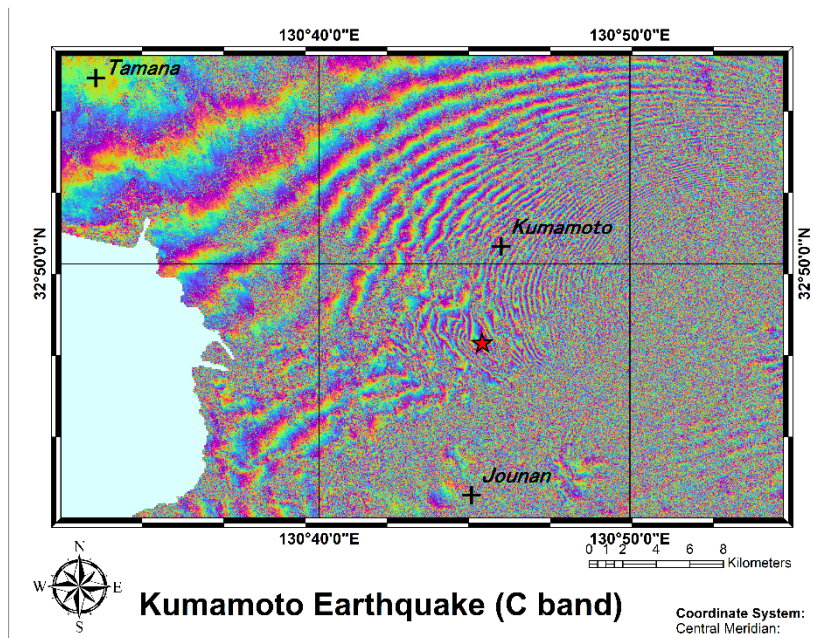 130°40'0"E 130°50'0"E
Tamana
Kumamoto
32°50'0"N 32°50'0"N
Jounan
130°40'0"E 130°50'0"E
N
W E
S
0 1 2 4 6 8
Kilometers
Kumamoto Earthquake (C band)
Coordinate System:
Central Meridian: